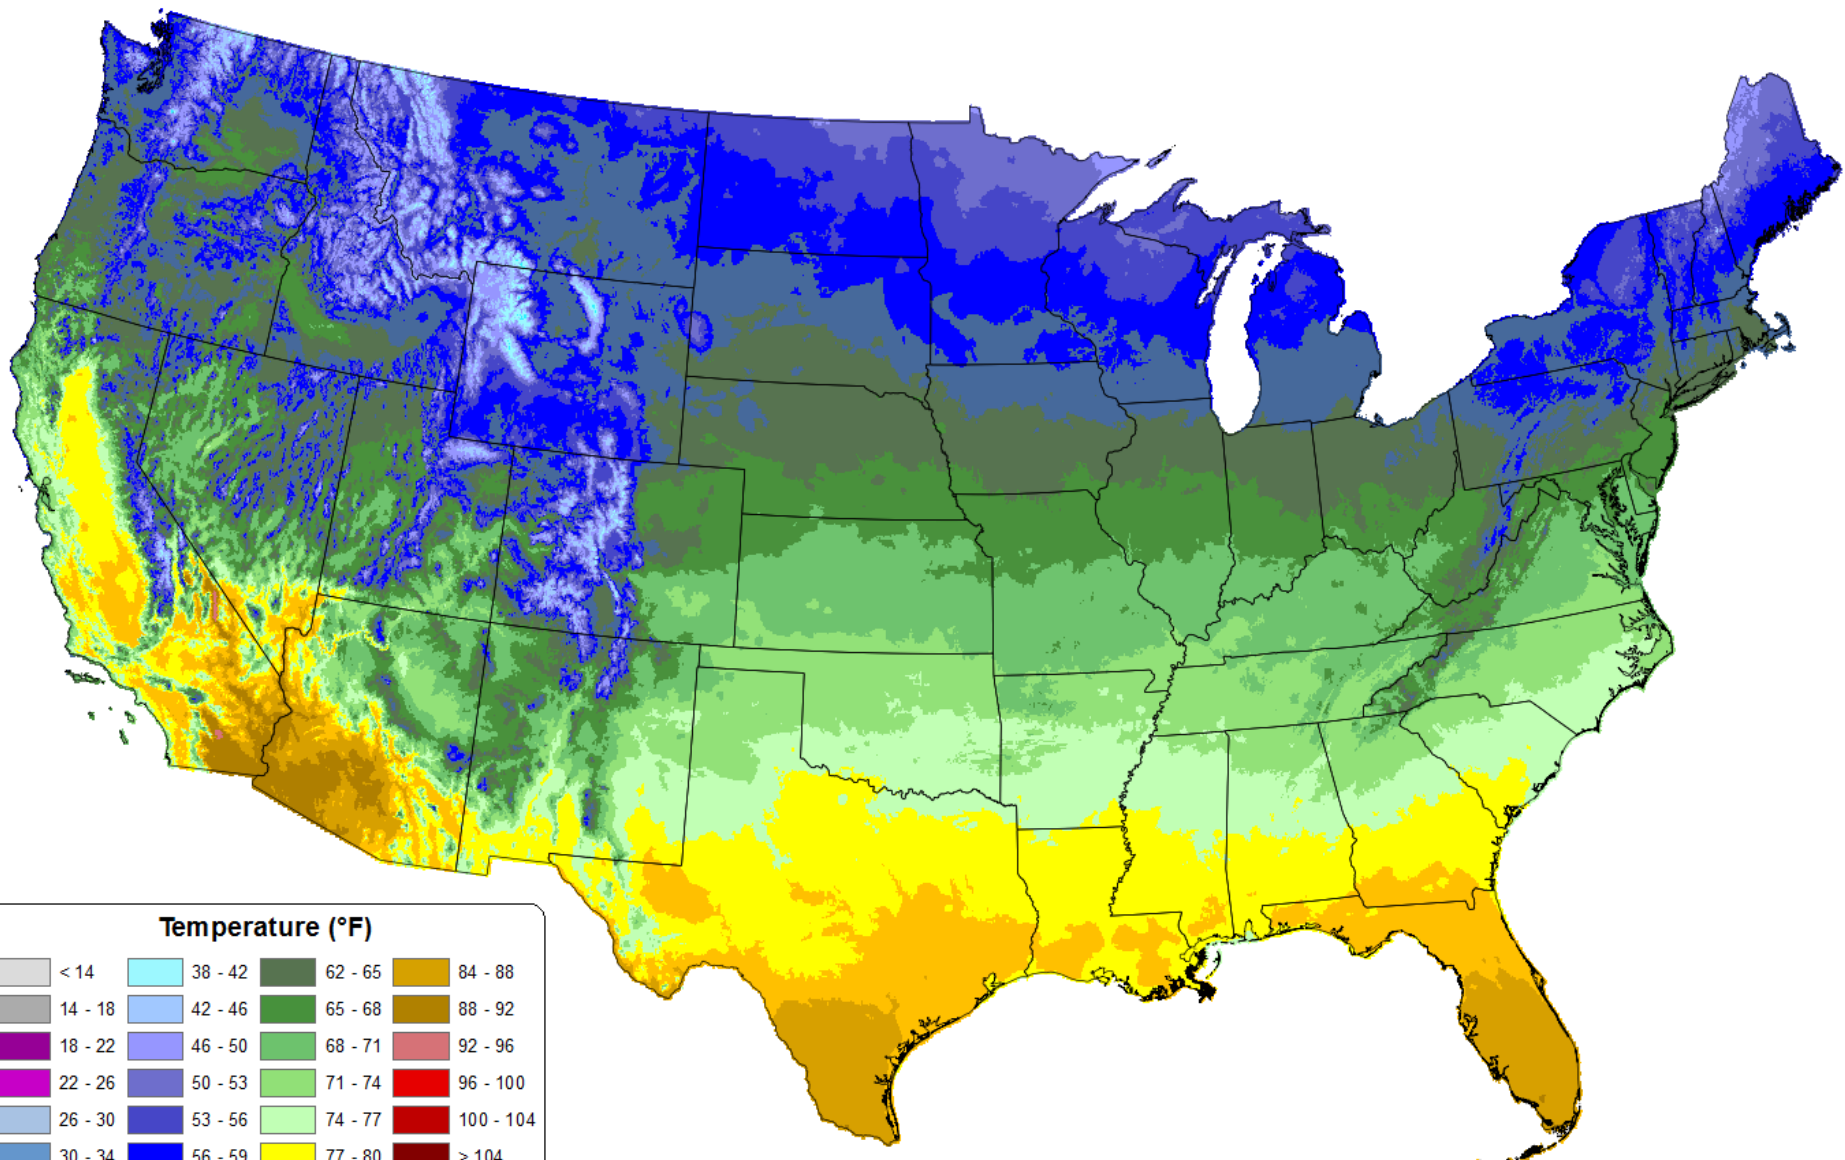 Temperature (°F)
< 14 38 - 42 62 - 65 84 - 88
14 - 18 42 - 46 65 - 68 88 - 92
18 - 22 46 - 50 68 - 71 92 - 96
22 - 26 50 - 53 71 - 74 96 - 100
26 - 30 53 - 56 74 - 77 100 - 104
30 - 34 56 - 59 77 - 80 > 104